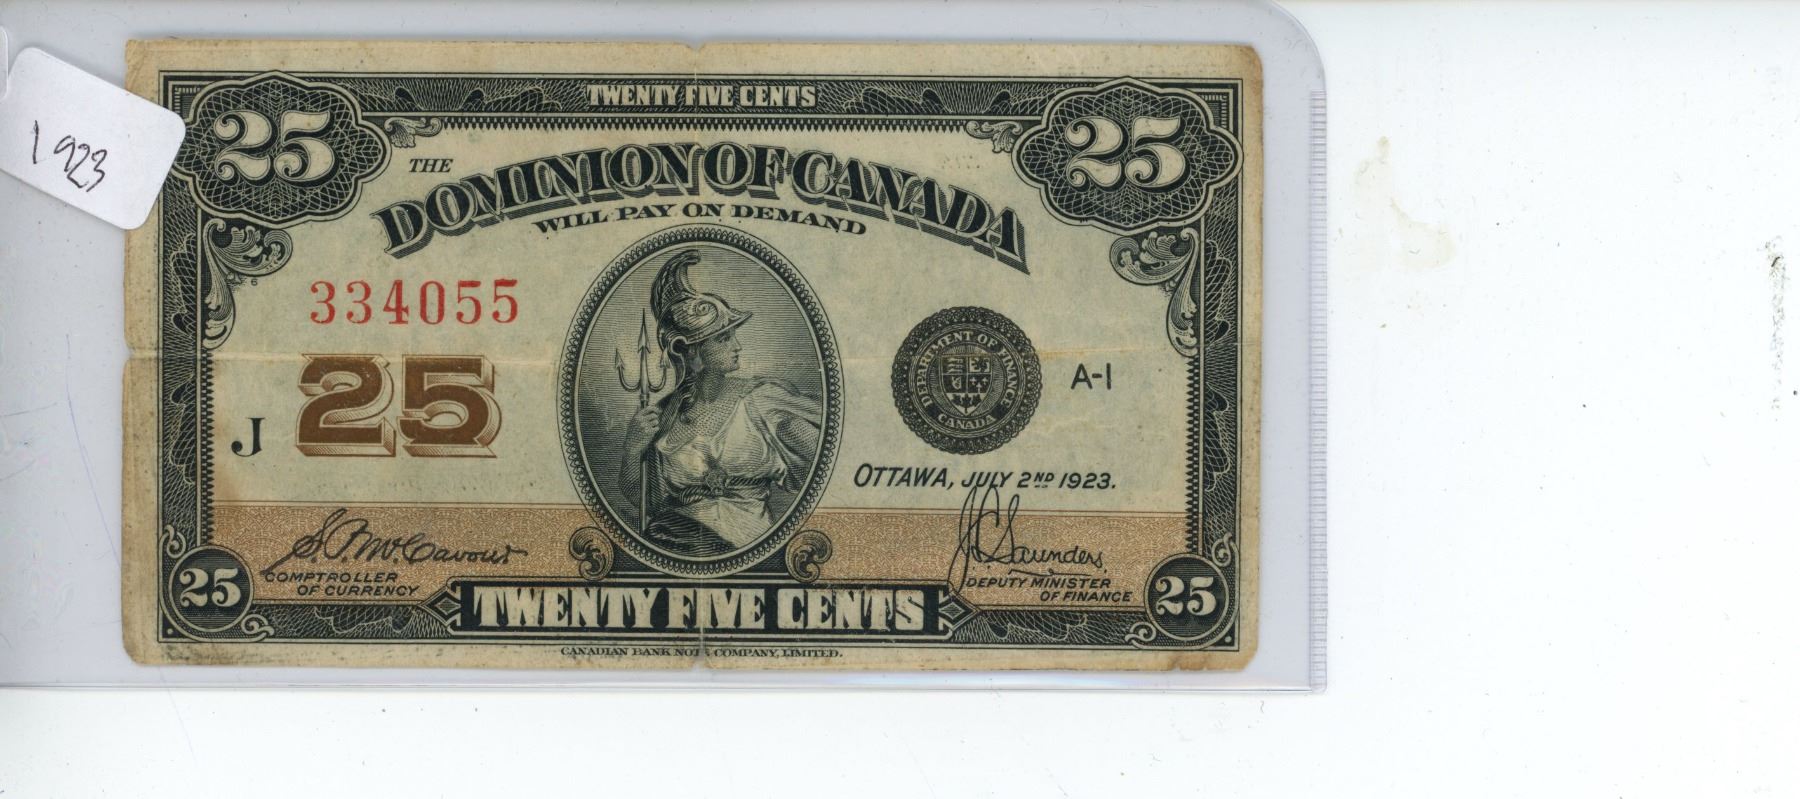 1923
TWENTY FIVE CENTS
25
25
THE
DOMINION OF CANADA
WILL PAY ON DEMAND
6
334055
25
J
DEPARTMENT OF FINANCE
CANADA
A-1
OTTAWA, JULY 2ND 1923.
J.C. Saunders,
COMPTROLLER
OF CURRENCY
DEPUTY MINISTER
OF FINANCE
25
TWENTY FIVE CENTS
25
CANADIAN BANK NOTE COMPANY, LIMITED.